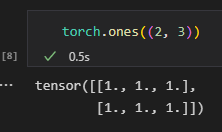 torch.ones((2, 3))
[8]
0.5s
tensor([[1., 1., 1.],
[1., 1., 1.]])